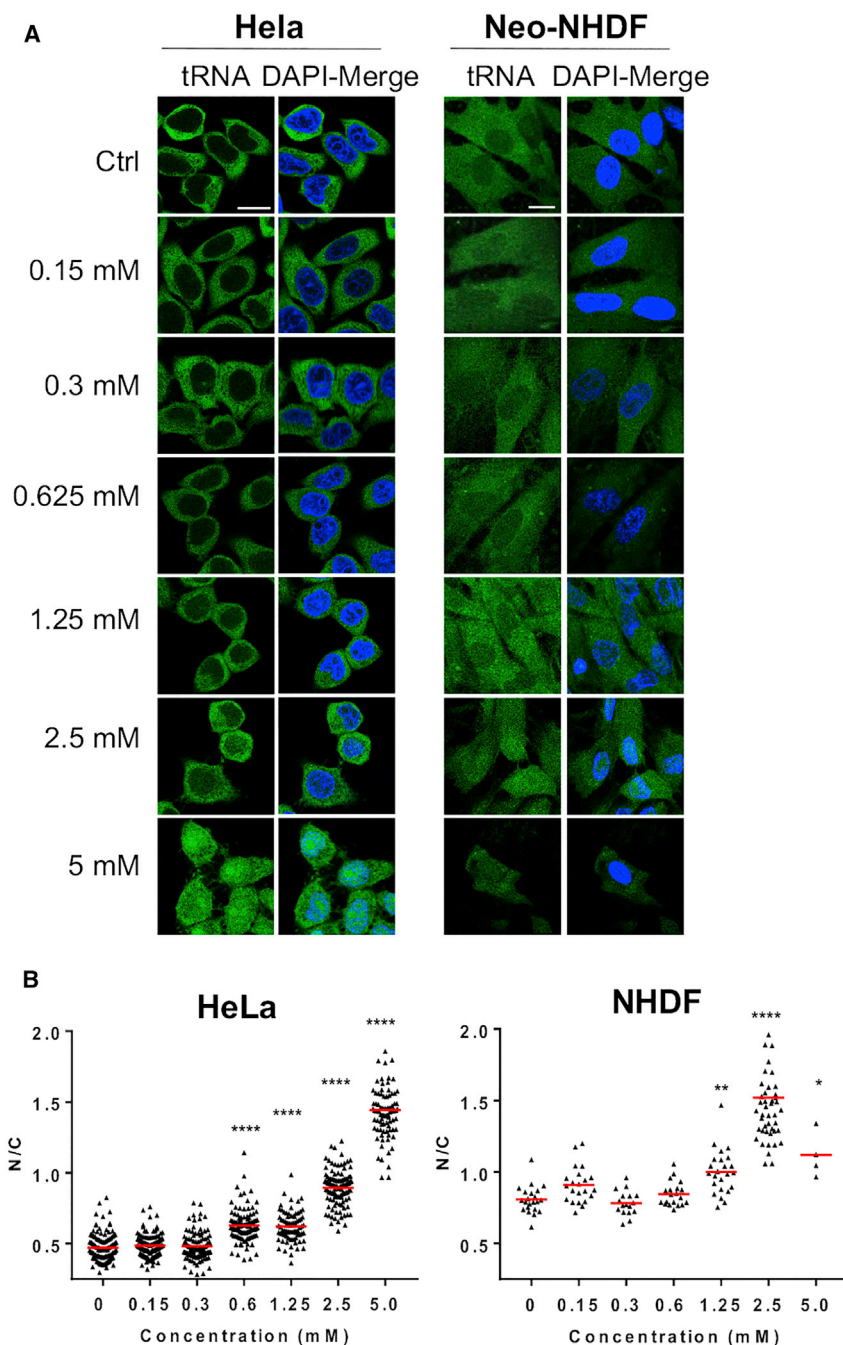 A
Hela
Neo-NHDF
tRNA DAPI-Merge
tRNA DAPI-Merge
Ctrl
0.15 mM
0.3 mM
0.625 mM
1.25 mM
2.5 mM
5 mM
B
HeLa
N/C
2.0
1.5
1.0
0.5
****
****
****
****
0 0.15 0.3 0.6 1.25 2.5 5.0
Concentration (mM)
NHDF
N/C
2.0
1.5
1.0
0.5
**
****
*
0 0.15 0.3 0.6 1.25 2.5 5.0
Concentration (mM)